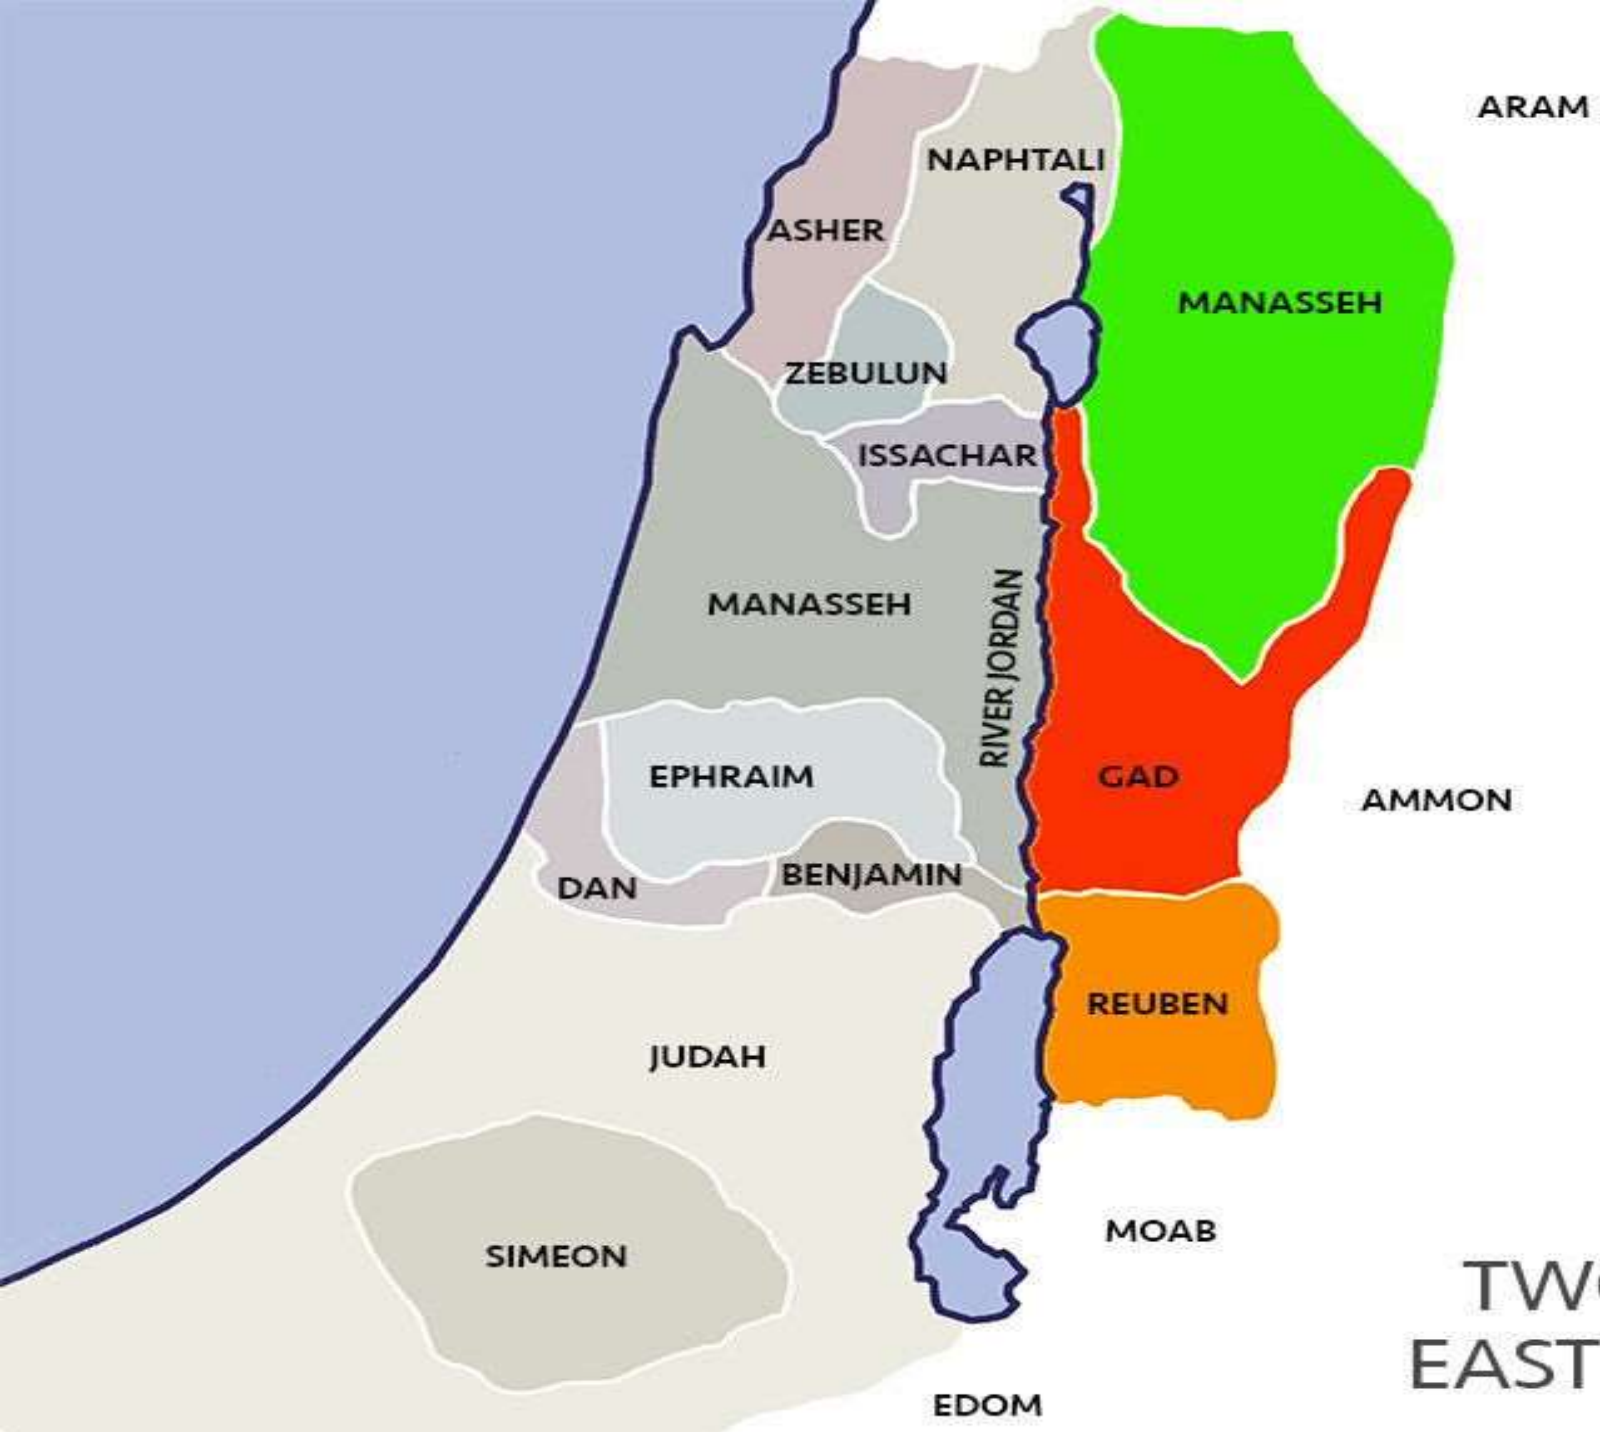 ARAM
NAPHTALI
ASHER
MANASSEH
ZEBULUN
ISSACHAR
MANASSEH
RIVER JORDAN
EPHRAIM
GAD
AMMON
BENJAMIN
DAN
REUBEN
JUDAH
MOAB
SIMEON
EAST
EDOM